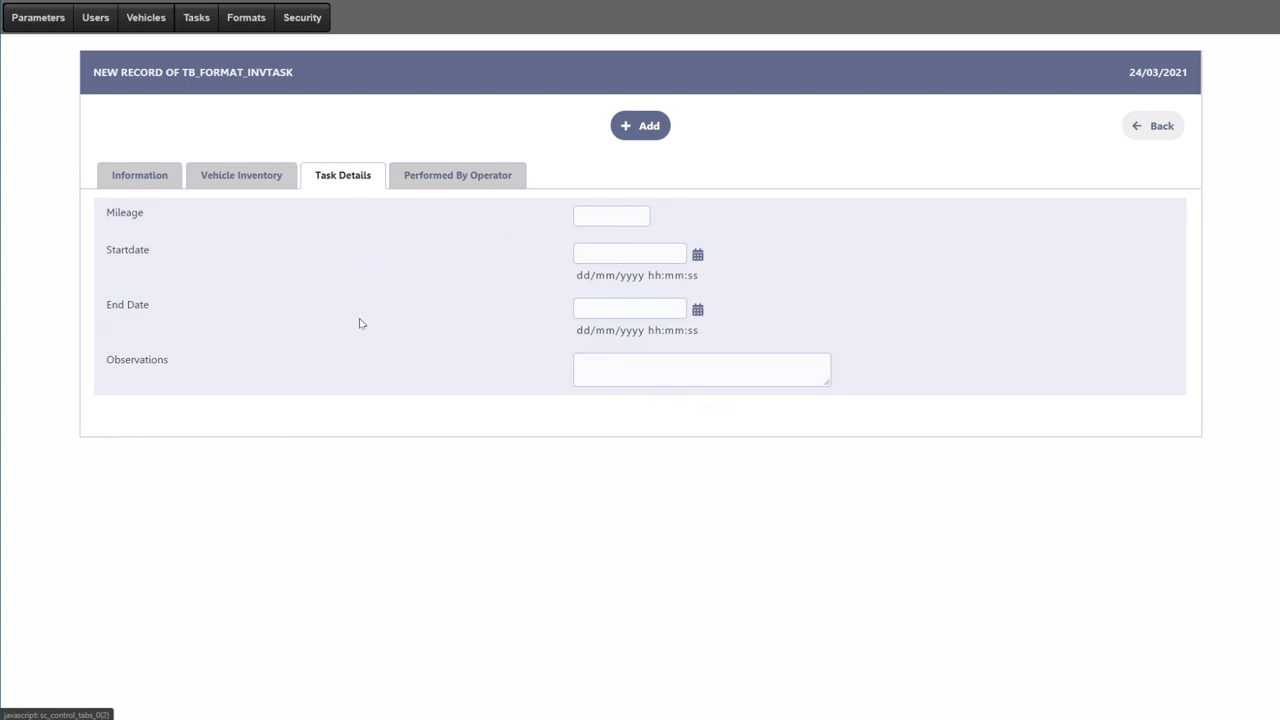 Parameters Users Vehicles Tasks Formats Security
NEW RECORD OF TB_FORMAT_INVTASK 24/03/2021
+ Add
← Back
Information Vehicle Inventory Task Details Performed By Operator
Mileage
Startdate
dd/mm/yyyy hh:mm:ss
End Date
dd/mm/yyyy hh:mm:ss
Observations
javascript: sc_control_tabs_0(2)